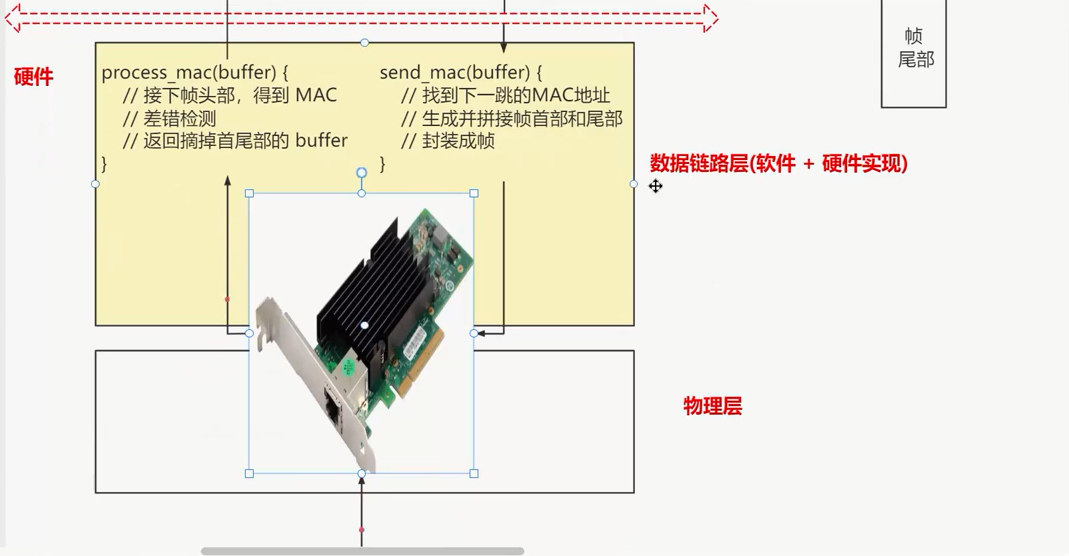 帧
尾部
硬件
process_mac(buffer) {
// 接下帧头部，得到 MAC
// 差错检测
// 返回摘掉首尾部的 buffer
}
send_mac(buffer) {
// 找到下一跳的MAC地址
// 生成并拼接帧首部和尾部
// 封装成帧
}
数据链路层(软件 + 硬件实现)
物理层